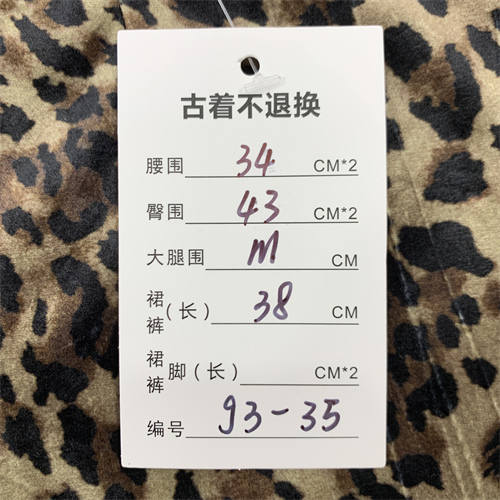 古着不退换
腰围 34 CM*2
臀围 43 CM*2
大腿围 M CM
裙裤(长) 38 CM
裙裤脚(长) CM*2
编号 93-35